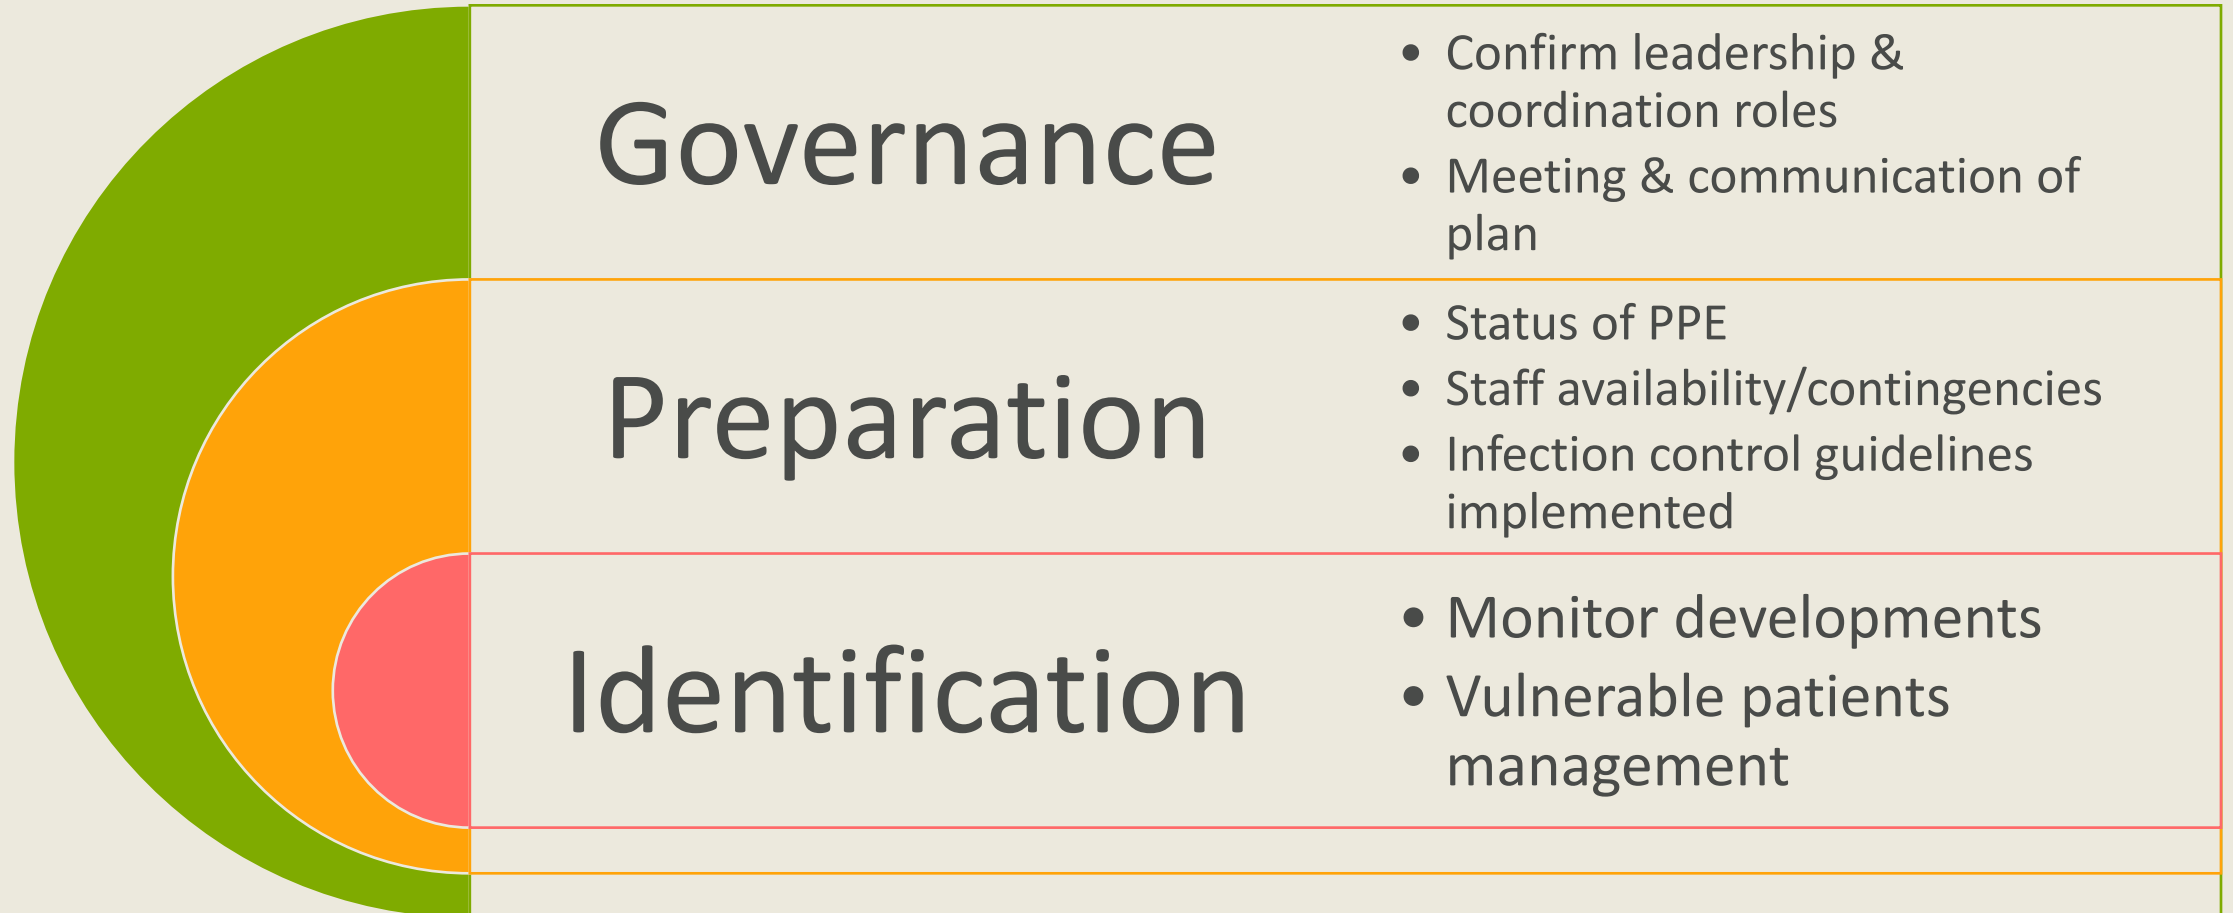 Governance
• Confirm leadership &
coordination roles
• Meeting & communication of
plan
Preparation
• Status of PPE
• Staff availability/contingencies
• Infection control guidelines
implemented
Identification
• Monitor developments
• Vulnerable patients
management